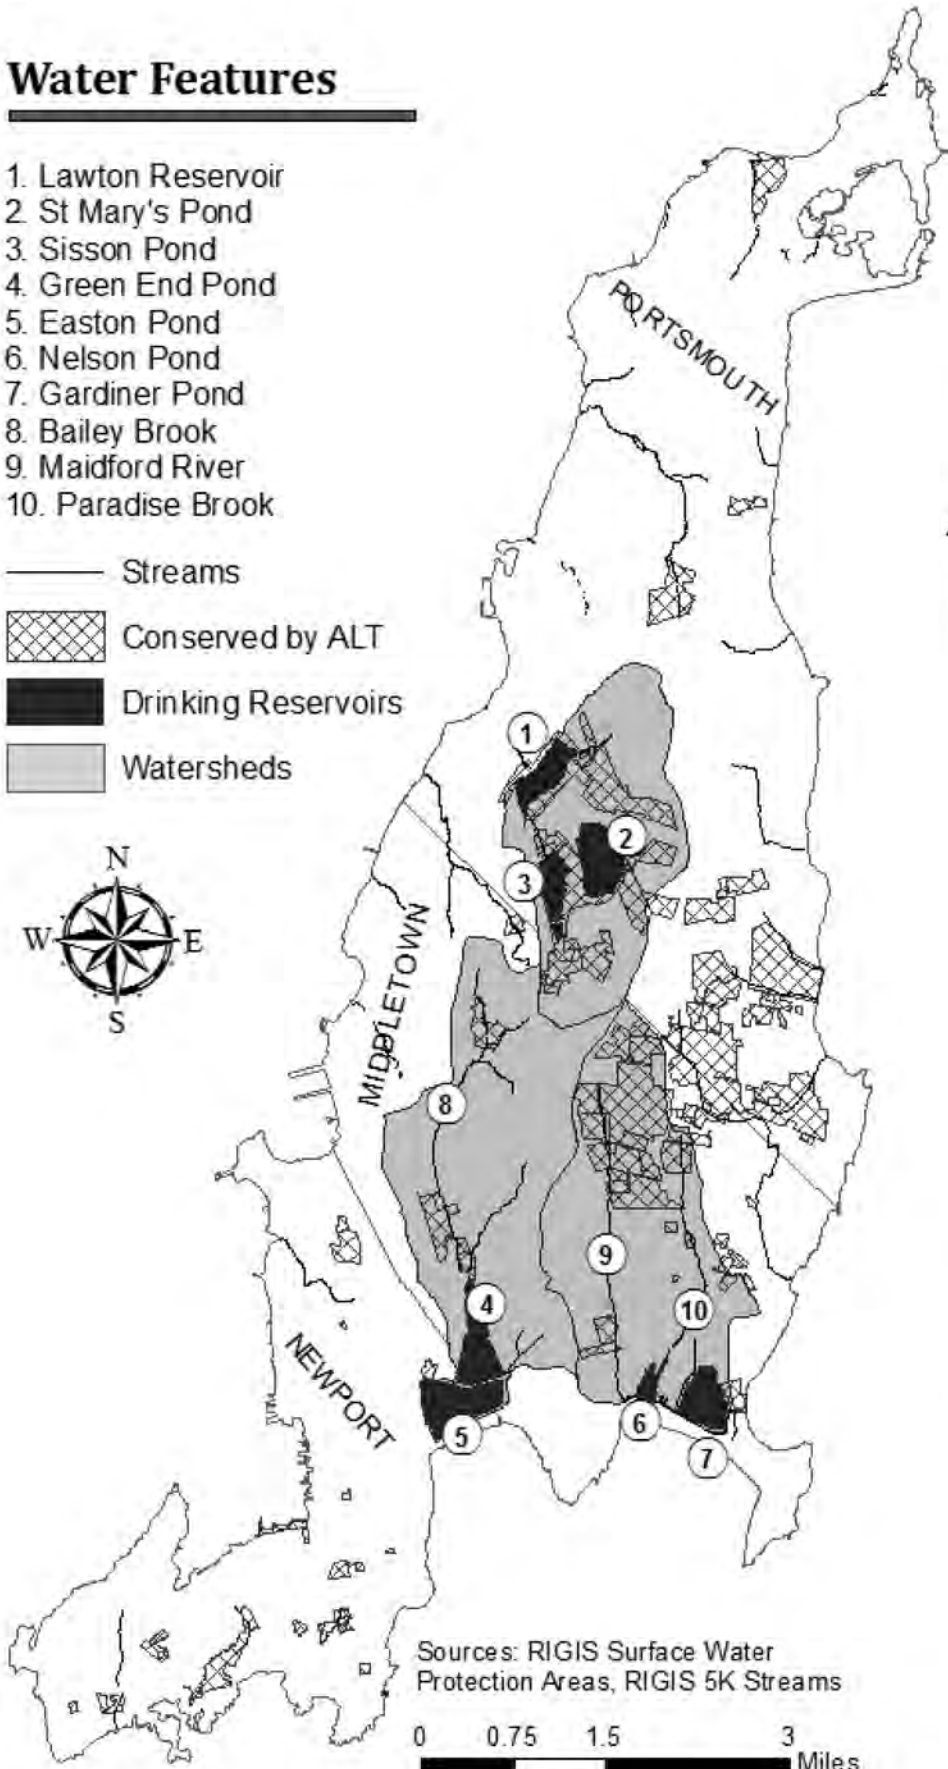 Water Features
1. Lawton Reservoir
2. St Mary's Pond
3. Sisson Pond
4. Green End Pond
5. Easton Pond
6. Nelson Pond
7. Gardiner Pond
8. Bailey Brook
9. Maidford River
10. Paradise Brook
Streams
Conserved by ALT
Drinking Reservoirs
Watersheds
N
W E
S
PORTSMOUTH
1
2
3
MIDDLETOWN
8
9
4
10
NEWPORT
5
6
7
Sources: RIGIS Surface Water
Protection Areas, RIGIS 5K Streams
0 0.75 1.5 3
Miles